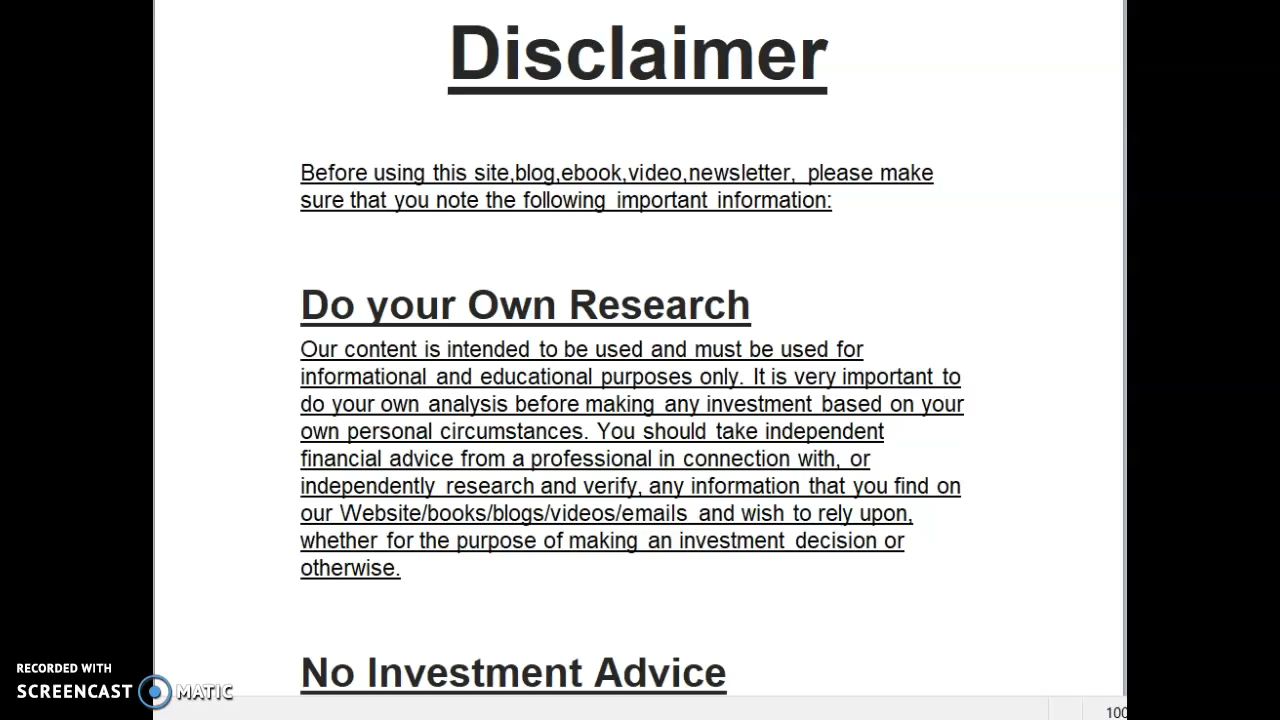 Disclaimer
Before using this site,blog,ebook,video,newsletter, please make
sure that you note the following important information:
Do your Own Research
Our content is intended to be used and must be used for
informational and educational purposes only. It is very important to
do your own analysis before making any investment based on your
own personal circumstances. You should take independent
financial advice from a professional in connection with, or
independently research and verify, any information that you find on
our Website/books/blogs/videos/emails and wish to rely upon,
whether for the purpose of making an investment decision or
otherwise.
No Investment Advice
RECORDED WITH
SCREENCAST MATIC
100